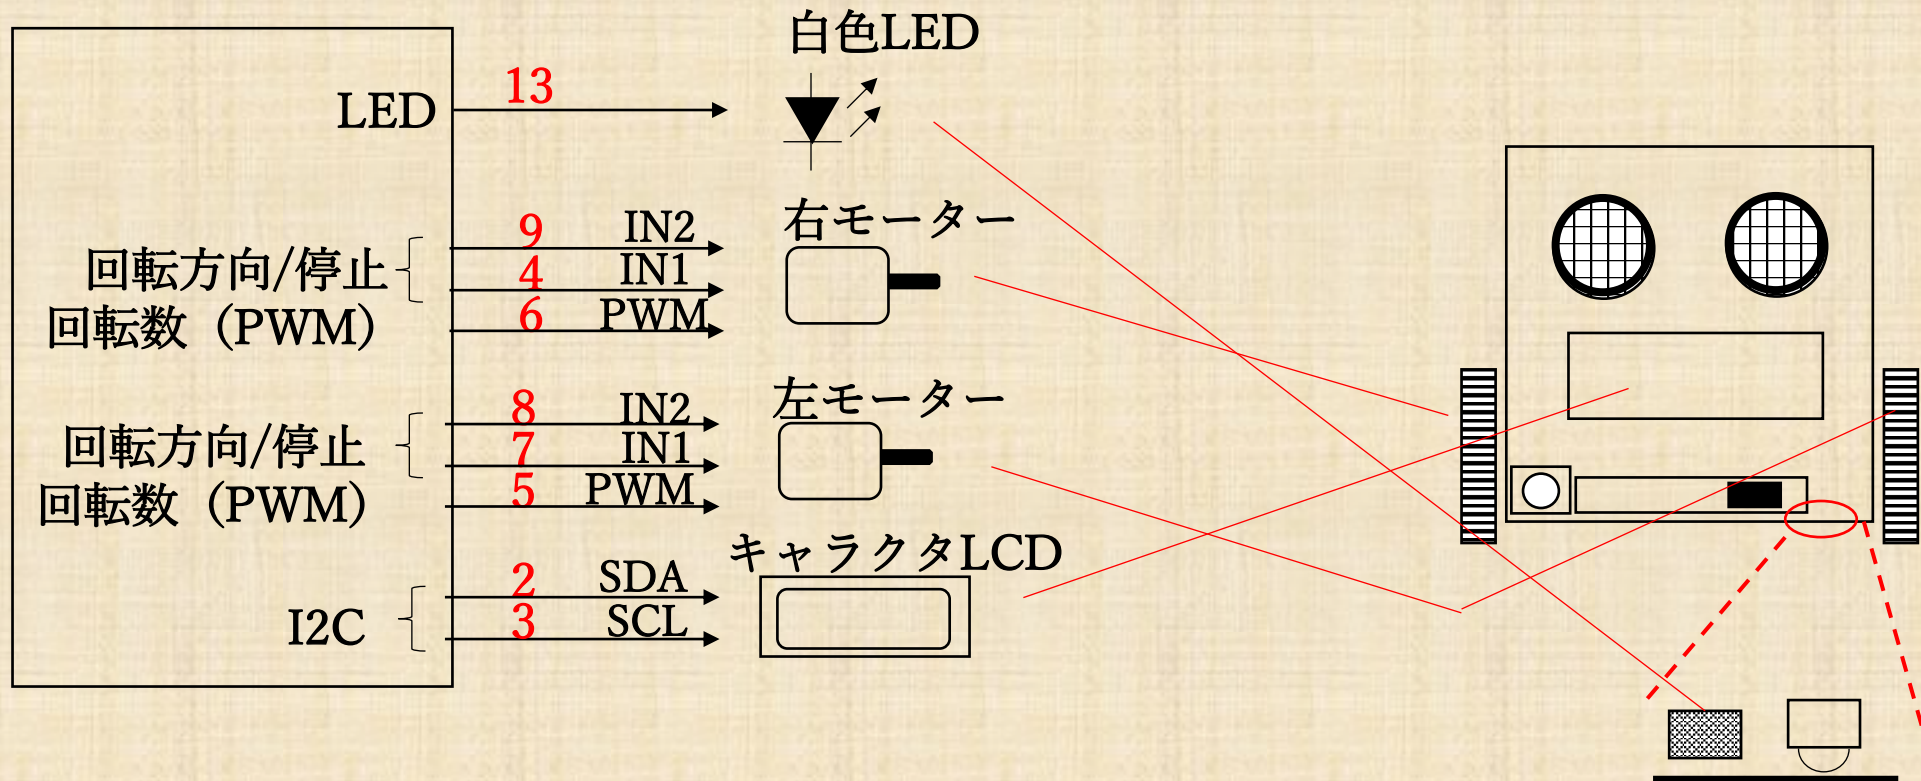 白色LED
LED
13
右モーター
9
IN2
回転方向/停止
4
IN1
回転数（PWM）
6
PWM
左モーター
8
IN2
回転方向/停止
7
IN1
回転数（PWM）
5
PWM
キャラクタLCD
2
SDA
I2C
3
SCL